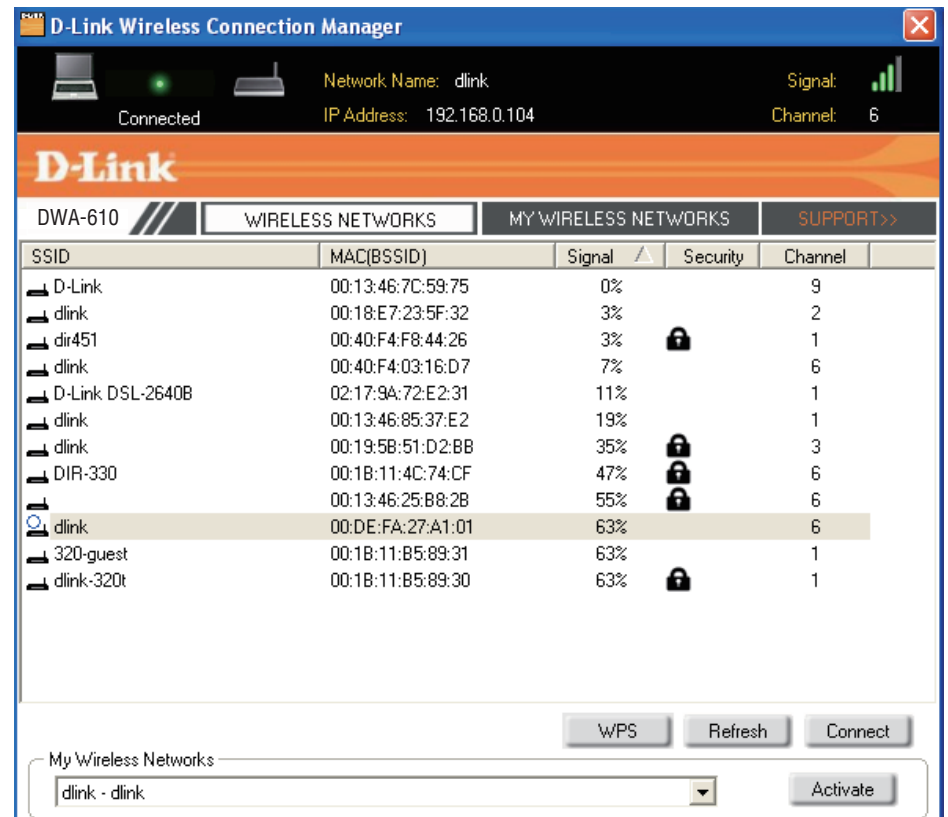 D-Link Wireless Connection Manager
Network Name: dlink Signal:
Connected IP Address: 192.168.0.104 Channel: 6
D-Link
DWA-610 WIRELESS NETWORKS MY WIRELESS NETWORKS SUPPORT>>
SSID MAC(BSSID) Signal Security Channel
D-Link 00:13:46:7C:59:75 0% 9
dlink 00:18:E7:23:5F:32 3% 2
dir451 00:40:F4:F8:44:26 3% 1
dlink 00:40:F4:03:16:D7 7% 6
D-Link DSL-2640B 02:17:9A:72:E2:31 11% 1
dlink 00:13:46:85:37:E2 19% 1
dlink 00:19:5B:51:D2:BB 35% 3
DIR-330 00:1B:11:4C:74:CF 47% 6
00:13:46:25:B8:2B 55% 6
dlink 00:DE:FA:27:A1:01 63% 6
320-guest 00:1B:11:B5:89:31 63% 1
dlink-320t 00:1B:11:B5:89:30 63% 1
WPS Refresh Connect
My Wireless Networks
dlink - dlink Activate